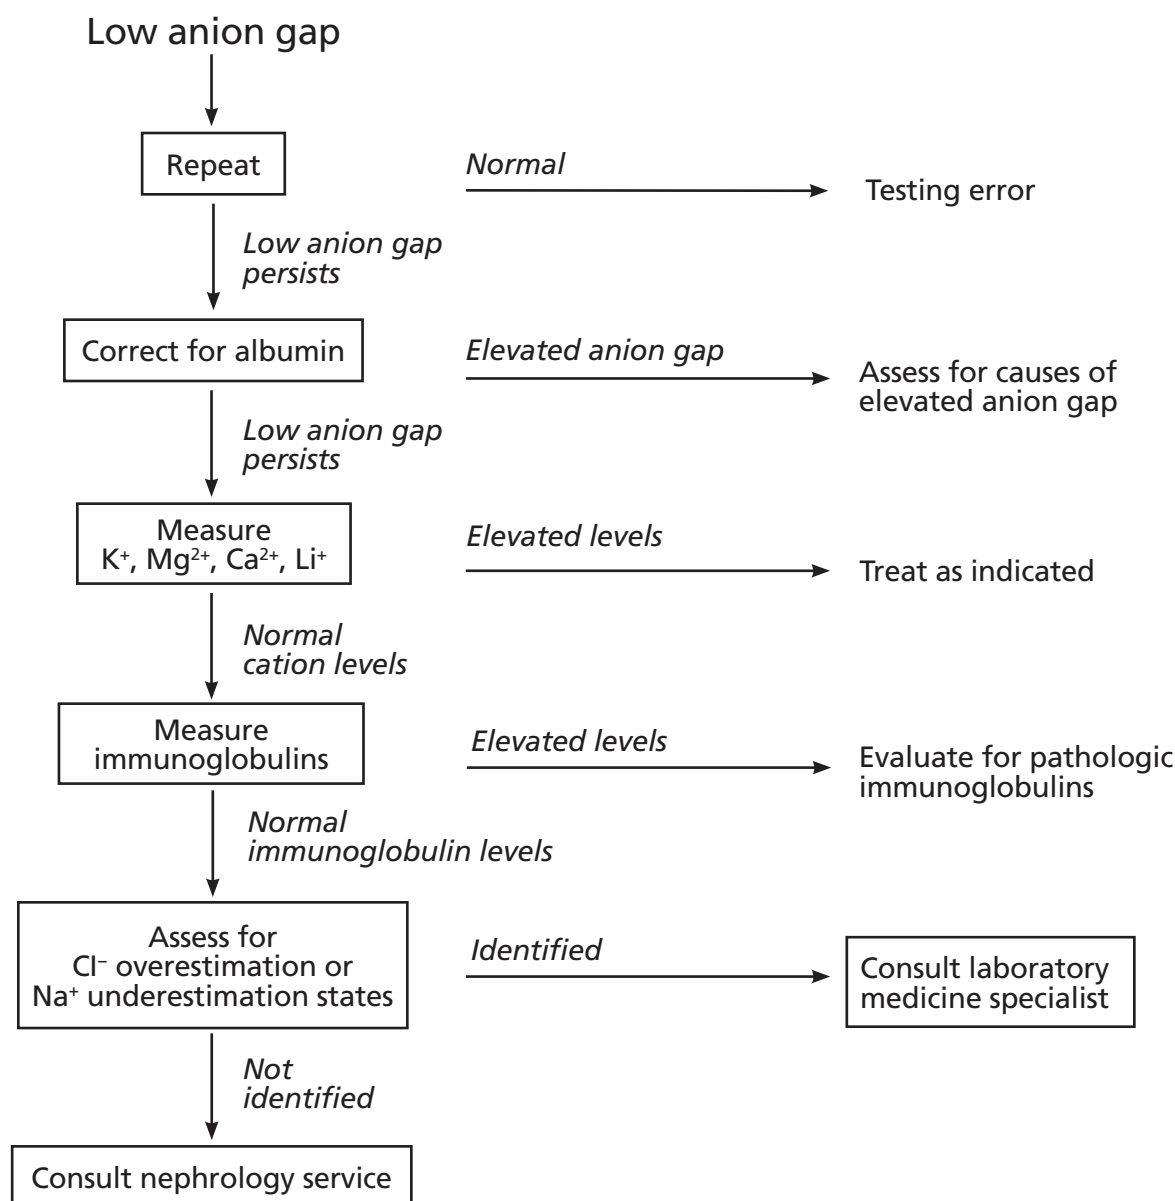 Low anion gap
Repeat
Normal
Testing error
Low anion gap
persists
Correct for albumin
Elevated anion gap
Assess for causes of
elevated anion gap
Low anion gap
persists
Measure
K⁺, Mg²⁺, Ca²⁺, Li⁺
Elevated levels
Treat as indicated
Normal
cation levels
Measure
immunoglobulins
Elevated levels
Evaluate for pathologic
immunoglobulins
Normal
immunoglobulin levels
Assess for
Cl⁻ overestimation or
Na⁺ underestimation states
Identified
Consult laboratory
medicine specialist
Not
identified
Consult nephrology service